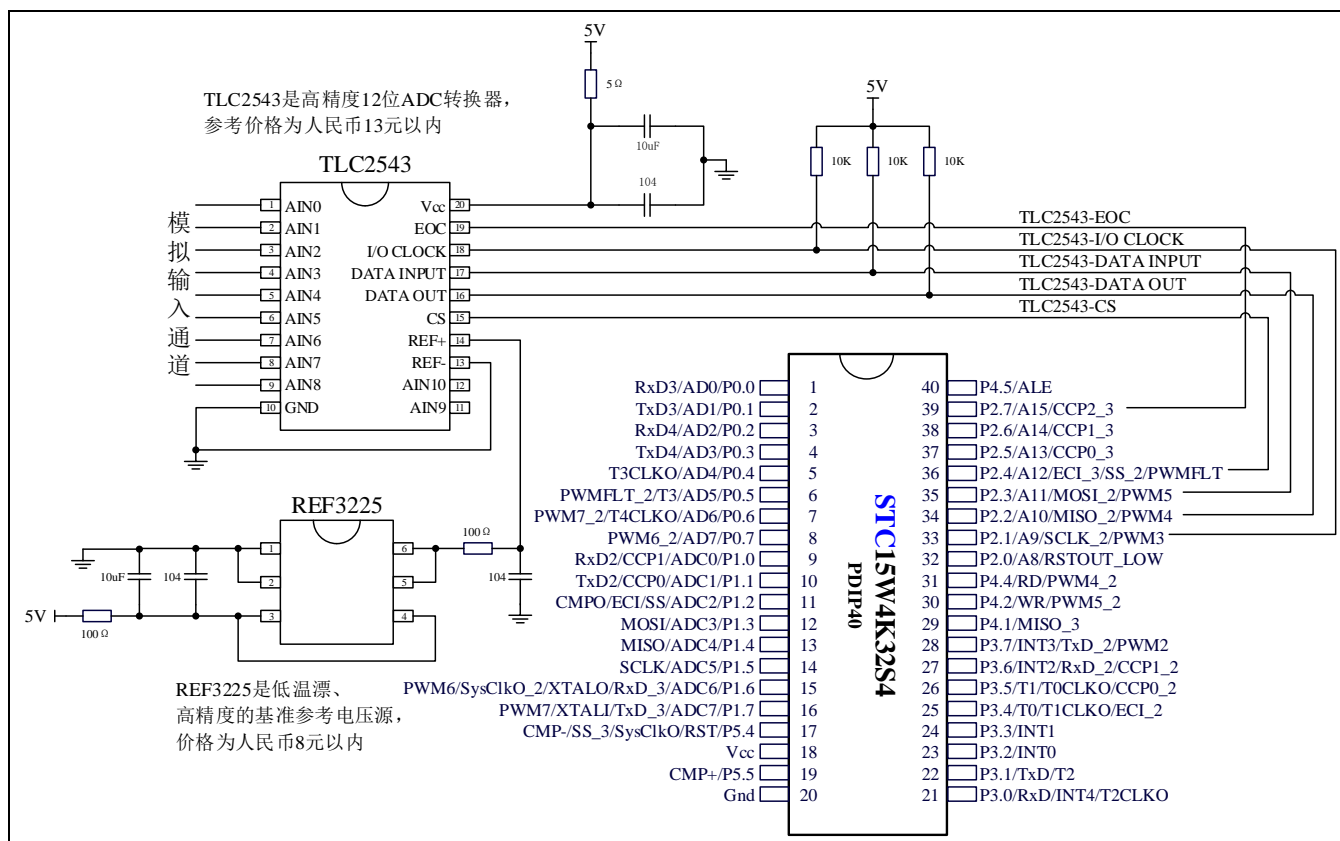 5V
5Ω
10uF
104
TLC2543是高精度12位ADC转换器,
参考价格为人民币13元以内
5V
10K
10K
10K
TLC2543
模拟输入通道
1 AIN0
2 AIN1
3 AIN2
4 AIN3
5 AIN4
6 AIN5
7 AIN6
8 AIN7
9 AIN8
10 GND
Vcc 20
EOC 19
I/O CLOCK 18
DATA INPUT 17
DATA OUT 16
CS 15
REF+ 14
REF- 13
AIN10 12
AIN9 11
TLC2543-EOC
TLC2543-I/O CLOCK
TLC2543-DATA INPUT
TLC2543-DATA OUT
TLC2543-CS
REF3225
1
2
3
6
5
4
10uF
104
5V
100Ω
100Ω
104
REF3225是低温漂、
高精度的基准参考电压源,
价格为人民币8元以内
STC15W4K32S4
PDIP40
RxD3/AD0/P0.0 1
TxD3/AD1/P0.1 2
RxD4/AD2/P0.2 3
TxD4/AD3/P0.3 4
T3CLKO/AD4/P0.4 5
PWMFLT_2/T3/AD5/P0.5 6
PWM7_2/T4CLKO/AD6/P0.6 7
PWM6_2/AD7/P0.7 8
RxD2/CCP1/ADC0/P1.0 9
TxD2/CCP0/ADC1/P1.1 10
CMPO/ECI/SS/ADC2/P1.2 11
MOSI/ADC3/P1.3 12
MISO/ADC4/P1.4 13
SCLK/ADC5/P1.5 14
PWM6/SysClkO_2/XTALO/RxD_3/ADC6/P1.6 15
PWM7/XTALI/TxD_3/ADC7/P1.7 16
CMP-/SS_3/SysClkO/RST/P5.4 17
Vcc 18
CMP+/P5.5 19
Gnd 20
40 P4.5/ALE
39 P2.7/A15/CCP2_3
38 P2.6/A14/CCP1_3
37 P2.5/A13/CCP0_3
36 P2.4/A12/ECI_3/SS_2/PWMFLT
35 P2.3/A11/MOSI_2/PWM5
34 P2.2/A10/MISO_2/PWM4
33 P2.1/A9/SCLK_2/PWM3
32 P2.0/A8/RSTOUT_LOW
31 P4.4/RD/PWM4_2
30 P4.2/WR/PWM5_2
29 P4.1/MISO_3
28 P3.7/INT3/TxD_2/PWM2
27 P3.6/INT2/RxD_2/CCP1_2
26 P3.5/T1/T0CLKO/CCP0_2
25 P3.4/T0/T1CLKO/ECI_2
24 P3.3/INT1
23 P3.2/INT0
22 P3.1/TxD/T2
21 P3.0/RxD/INT4/T2CLKO